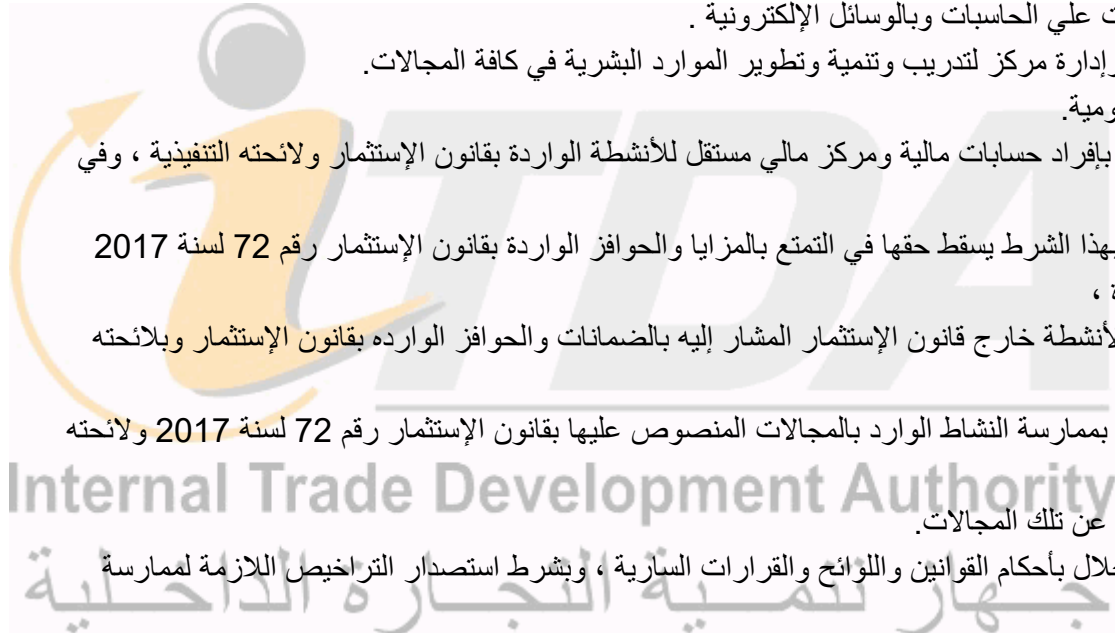 ت علي الحاسبات وبالوسائل الإلكترونية .
إدارة مركز لتدريب وتنمية وتطوير الموارد البشرية في كافة المجالات.
ومية.
بإفراد حسابات مالية ومركز مالي مستقل للأنشطة الواردة بقانون الإستثمار ولائحته التنفيذية ، وفي
بهذا الشرط يسقط حقها في التمتع بالمزايا والحوافز الواردة بقانون الإستثمار رقم 72 لسنة 2017
ة ،
لأنشطة خارج قانون الإستثمار المشار إليه بالضمانات والحوافز الوارده بقانون الإستثمار وبلائحته
بممارسة النشاط الوارد بالمجالات المنصوص عليها بقانون الإستثمار رقم 72 لسنة 2017 ولائحته
iTDA
Internal Trade Development Authority
عن تلك المجالات.
لال بأحكام القوانين واللوائح والقرارات السارية ، وبشرط استصدار التراخيص اللازمة لممارسة
جهاز تنمية التجارة الداخلية